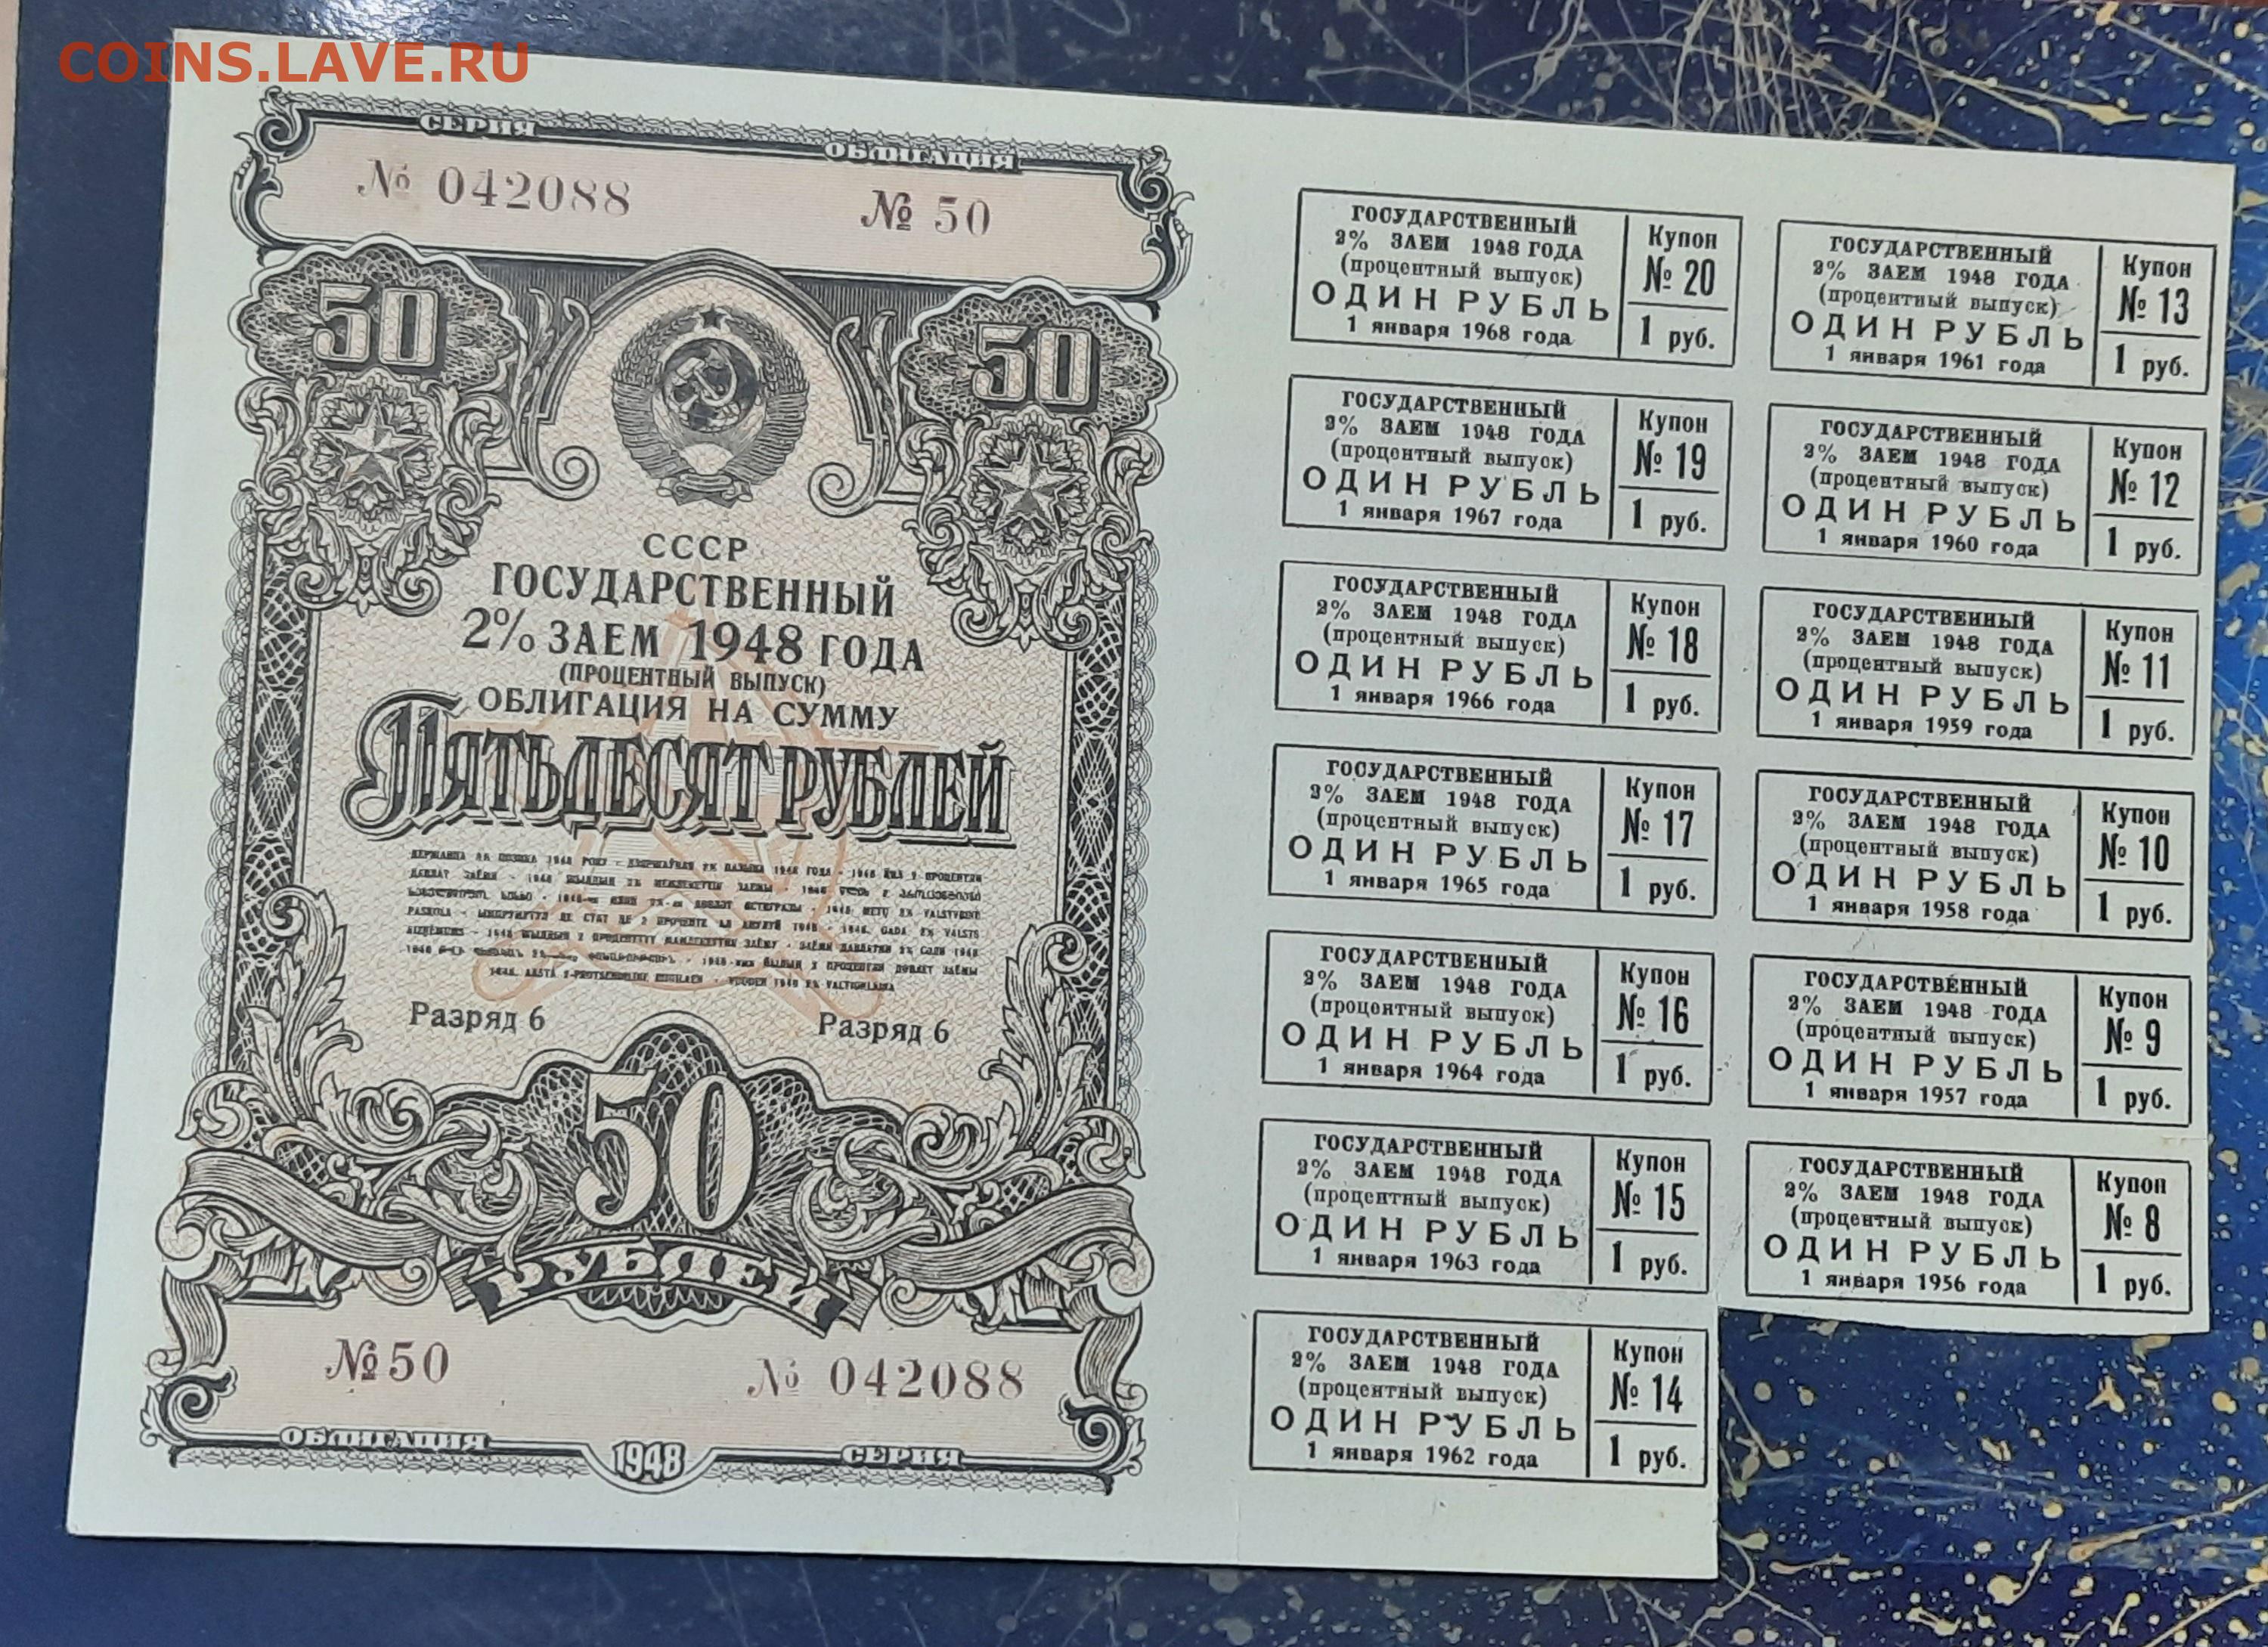 COINS.LAVE.RU
СЕРИЯ
ОБЛИГАЦИЯ
№ 042088
№ 50
50
50
СССР
ГОСУДАРСТВЕННЫЙ
2% ЗАЕМ 1948 ГОДА
(ПРОЦЕНТНЫЙ ВЫПУСК)
ОБЛИГАЦИЯ НА СУММУ
ПЯТЬДЕСЯТ РУБЛЕЙ
Разряд 6
Разряд 6
50
РУБЛЕЙ
№ 50
№ 042088
ОБЛИГАЦИЯ
1948
СЕРИЯ
ГОСУДАРСТВЕННЫЙ
2% ЗАЕМ 1948 ГОДА
(процентный выпуск)
ОДИН РУБЛЬ
1 января 1968 года
Купон
№ 20
1 руб.
ГОСУДАРСТВЕННЫЙ
2% ЗАЕМ 1948 ГОДА
(процентный выпуск)
ОДИН РУБЛЬ
1 января 1967 года
Купон
№ 19
1 руб.
ГОСУДАРСТВЕННЫЙ
2% ЗАЕМ 1948 ГОДА
(процентный выпуск)
ОДИН РУБЛЬ
1 января 1966 года
Купон
№ 18
1 руб.
ГОСУДАРСТВЕННЫЙ
2% ЗАЕМ 1948 ГОДА
(процентный выпуск)
ОДИН РУБЛЬ
1 января 1965 года
Купон
№ 17
1 руб.
ГОСУДАРСТВЕННЫЙ
2% ЗАЕМ 1948 ГОДА
(процентный выпуск)
ОДИН РУБЛЬ
1 января 1964 года
Купон
№ 16
1 руб.
ГОСУДАРСТВЕННЫЙ
2% ЗАЕМ 1948 ГОДА
(процентный выпуск)
ОДИН РУБЛЬ
1 января 1963 года
Купон
№ 15
1 руб.
ГОСУДАРСТВЕННЫЙ
2% ЗАЕМ 1948 ГОДА
(процентный выпуск)
ОДИН РУБЛЬ
1 января 1962 года
Купон
№ 14
1 руб.
ГОСУДАРСТВЕННЫЙ
2% ЗАЕМ 1948 ГОДА
(процентный выпуск)
ОДИН РУБЛЬ
1 января 1961 года
Купон
№ 13
1 руб.
ГОСУДАРСТВЕННЫЙ
2% ЗАЕМ 1948 ГОДА
(процентный выпуск)
ОДИН РУБЛЬ
1 января 1960 года
Купон
№ 12
1 руб.
ГОСУДАРСТВЕННЫЙ
2% ЗАЕМ 1948 ГОДА
(процентный выпуск)
ОДИН РУБЛЬ
1 января 1959 года
Купон
№ 11
1 руб.
ГОСУДАРСТВЕННЫЙ
2% ЗАЕМ 1948 ГОДА
(процентный выпуск)
ОДИН РУБЛЬ
1 января 1958 года
Купон
№ 10
1 руб.
ГОСУДАРСТВЕННЫЙ
2% ЗАЕМ 1948 ГОДА
(процентный выпуск)
ОДИН РУБЛЬ
1 января 1957 года
Купон
№ 9
1 руб.
ГОСУДАРСТВЕННЫЙ
2% ЗАЕМ 1948 ГОДА
(процентный выпуск)
ОДИН РУБЛЬ
1 января 1956 года
Купон
№ 8
1 руб.